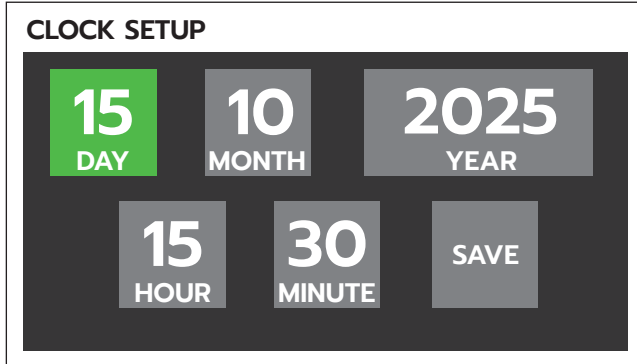 CLOCK SETUP
15 10 2025
DAY MONTH YEAR
15 30
SAVE
HOUR MINUTE